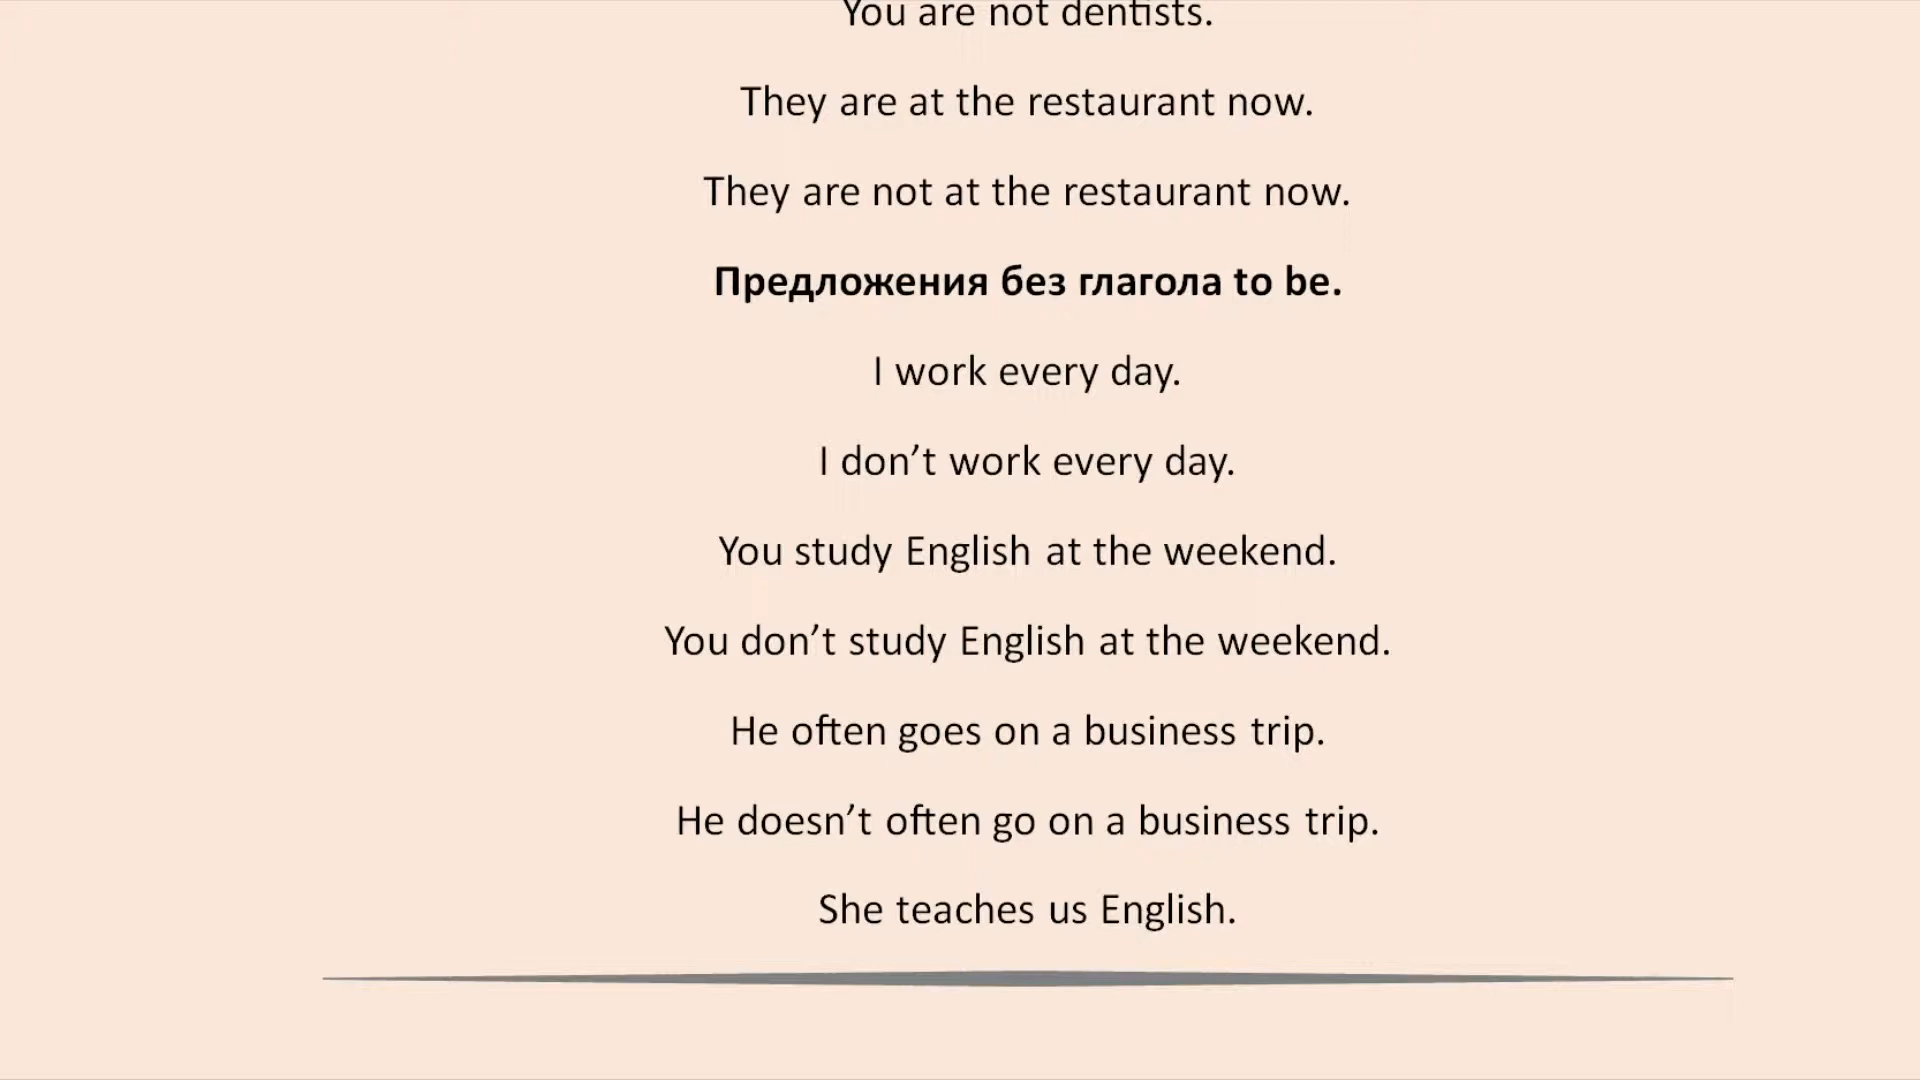 You are not dentists.
They are at the restaurant now.
They are not at the restaurant now.
Предложения без глагола to be.
I work every day.
I don’t work every day.
You study English at the weekend.
You don’t study English at the weekend.
He often goes on a business trip.
He doesn’t often go on a business trip.
She teaches us English.